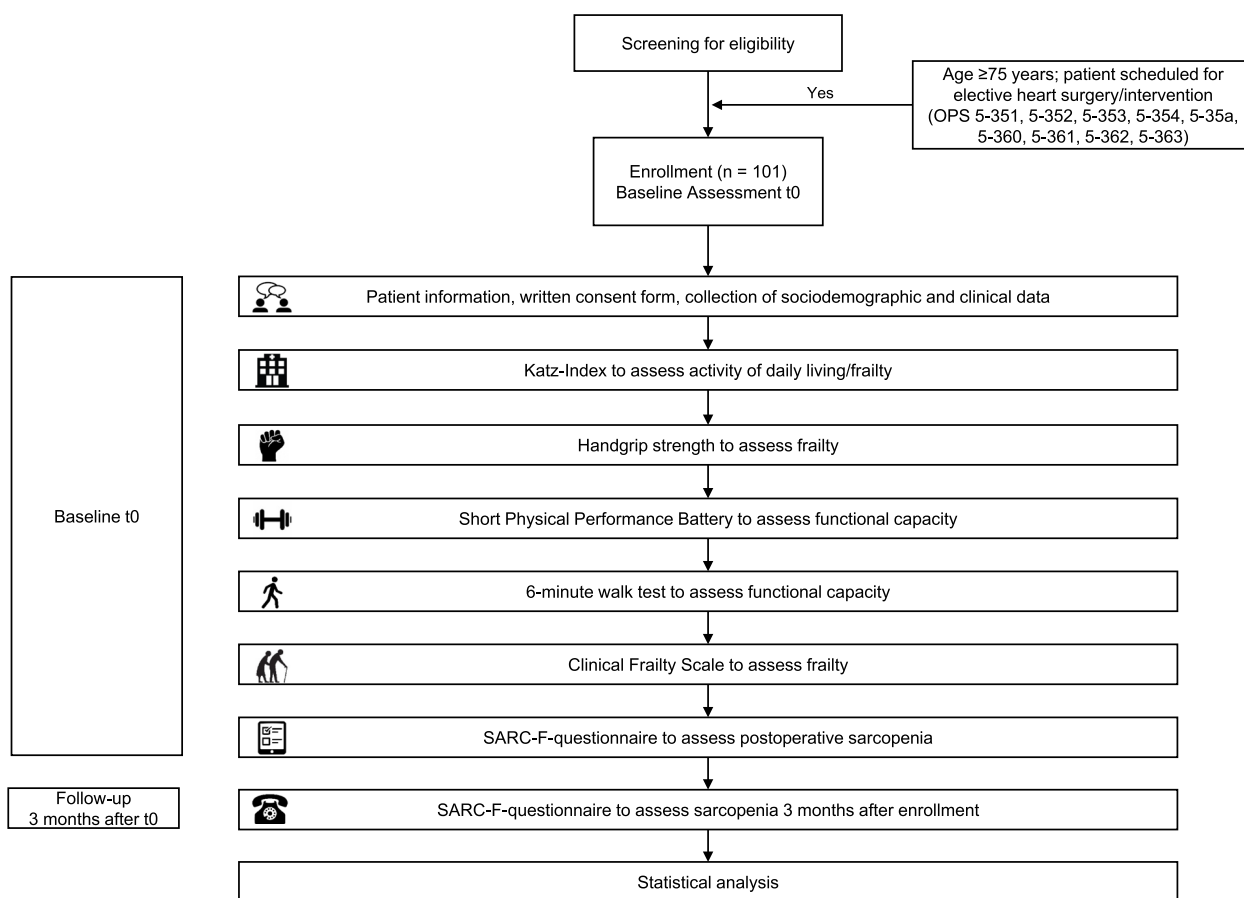 Screening for eligibility
Yes
Age ≥75 years; patient scheduled for
elective heart surgery/intervention
(OPS 5-351, 5-352, 5-353, 5-354, 5-35a,
5-360, 5-361, 5-362, 5-363)
Enrollment (n = 101)
Baseline Assessment t0
Baseline t0
Patient information, written consent form, collection of sociodemographic and clinical data
Katz-Index to assess activity of daily living/frailty
Handgrip strength to assess frailty
Short Physical Performance Battery to assess functional capacity
6-minute walk test to assess functional capacity
Clinical Frailty Scale to assess frailty
SARC-F-questionnaire to assess postoperative sarcopenia
Follow-up
3 months after t0
SARC-F-questionnaire to assess sarcopenia 3 months after enrollment
Statistical analysis